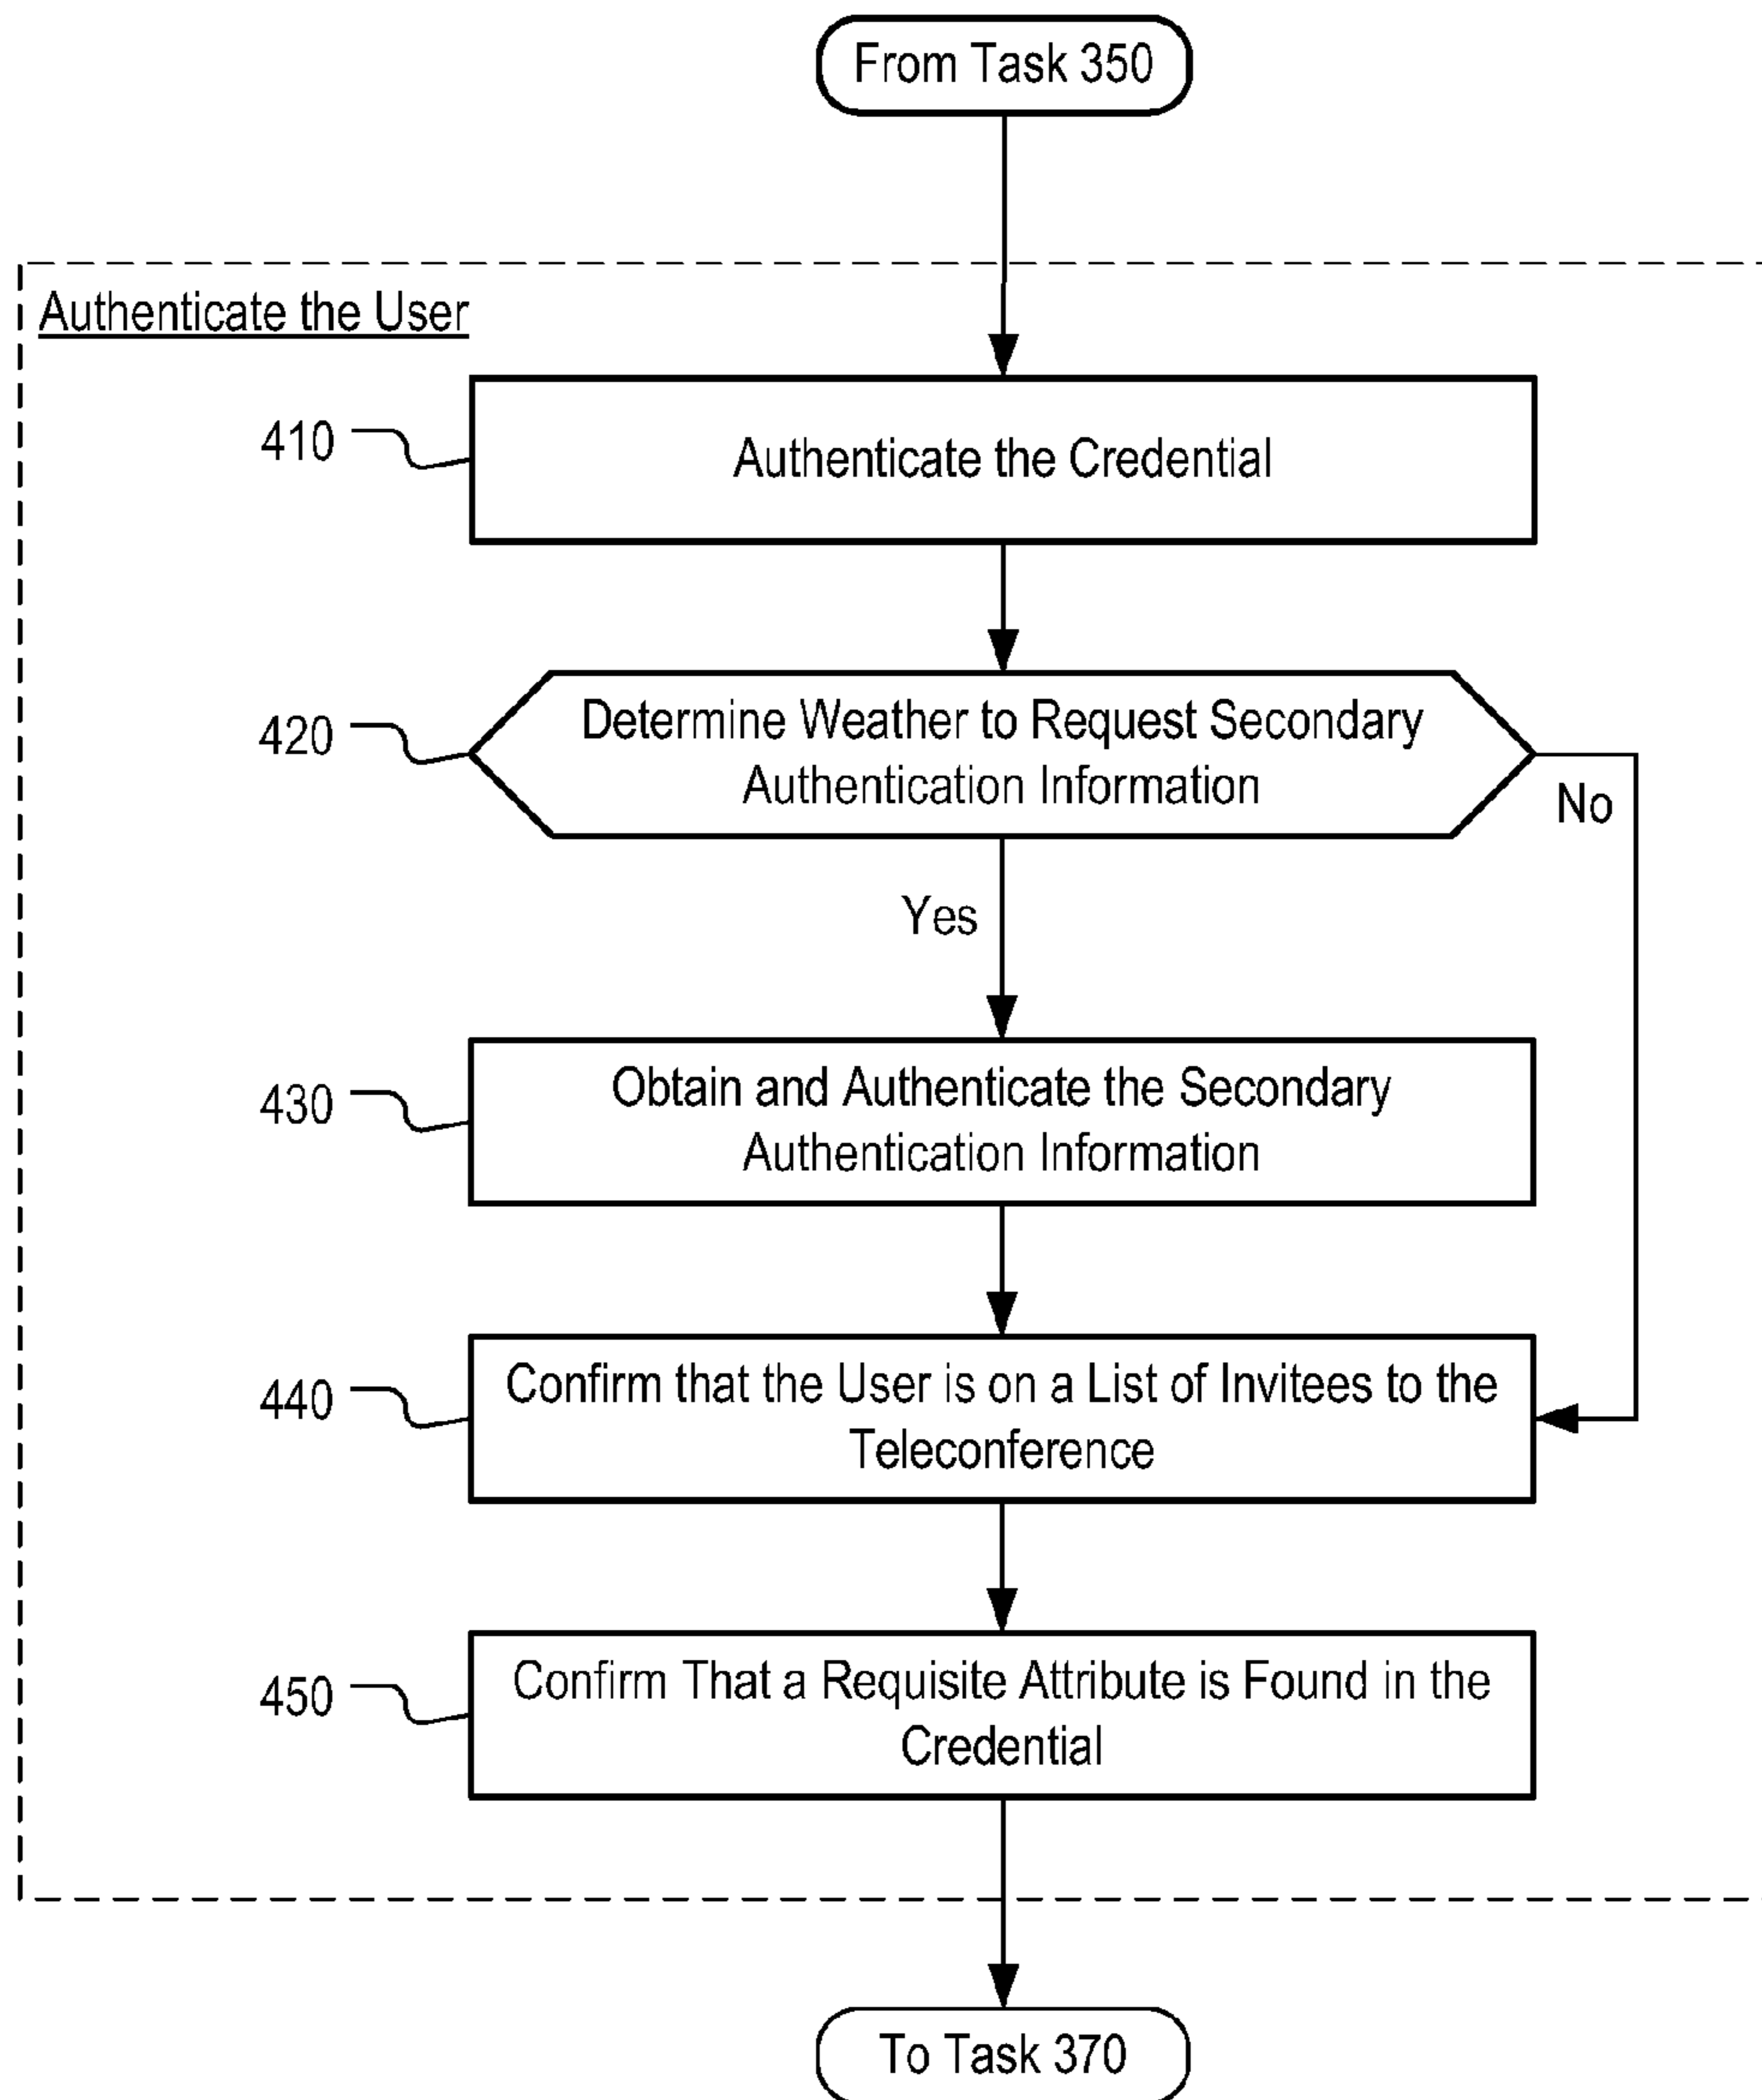 From Task 350
Authenticate the User
410
Authenticate the Credential
420
Determine Weather to Request Secondary
Authentication Information
No
Yes
430
Obtain and Authenticate the Secondary
Authentication Information
440
Confirm that the User is on a List of Invitees to the
Teleconference
450
Confirm That a Requisite Attribute is Found in the
Credential
To Task 370